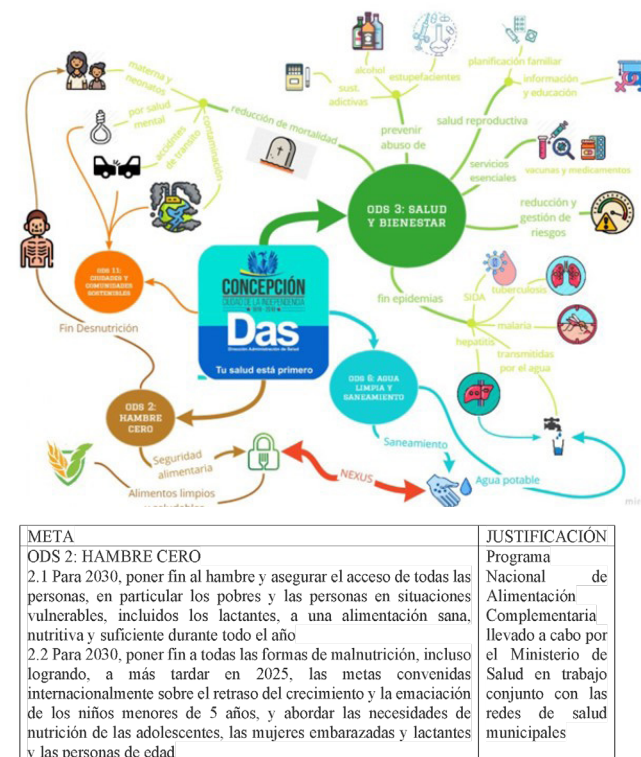 alcohol
estupefacientes
sust.
adictivas
planificación familiar
información
y educación
materna y
neonatos
por salud
mental
accidentes
de transito
contaminación
reducción de mortalidad
prevenir
abuso de
salud reproductiva
servicios
esenciales
vacunas y medicamentos
ODS 3: SALUD
Y BIENESTAR
reducción y
gestión de
riesgos
ODS 11:
CIUDADES Y
COMUNIDADES
SOSTENIBLES
CONCEPCIÓN
CIUDAD DE LA INDEPENDENCIA
Das
Dirección Administración de Salud
Tu salud está primero
fin epidemias
SIDA
tuberculosis
malaria
hepatitis
transmitidas
por el agua
Fin Desnutrición
ODS 2:
HAMBRE
CERO
ODS 6: AGUA
LIMPIA Y
SANEAMIENTO
Seguridad
alimentaria
Saneamiento
NEXUS
Agua potable
Alimentos limpios
y saludables
META
JUSTIFICACIÓN
ODS 2: HAMBRE CERO
2.1 Para 2030, poner fin al hambre y asegurar el acceso de todas las
personas, en particular los pobres y las personas en situaciones
vulnerables, incluidos los lactantes, a una alimentación sana,
nutritiva y suficiente durante todo el año
2.2 Para 2030, poner fin a todas las formas de malnutrición, incluso
logrando, a más tardar en 2025, las metas convenidas
internacionalmente sobre el retraso del crecimiento y la emaciación
de los niños menores de 5 años, y abordar las necesidades de
nutrición de las adolescentes, las mujeres embarazadas y lactantes
y las personas de edad
Programa
Nacional de
Alimentación
Complementaria
llevado a cabo por
el Ministerio de
Salud en trabajo
conjunto con las
redes de salud
municipales